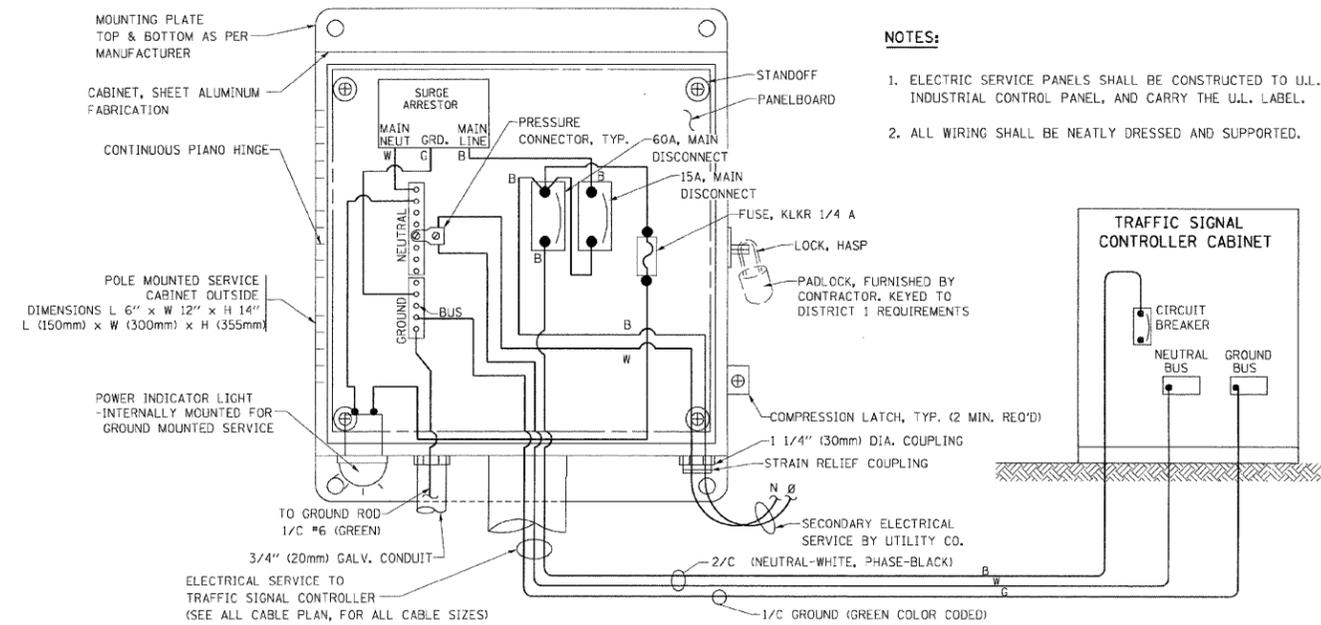 MOUNTING PLATE
TOP & BOTTOM AS PER
MANUFACTURER
CABINET, SHEET ALUMINUM
FABRICATION
CONTINUOUS PIANO HINGE
POLE MOUNTED SERVICE
CABINET OUTSIDE
DIMENSIONS L 6" x W 12" x H 14"
L (150mm) x W (300mm) x H (355mm)
POWER INDICATOR LIGHT
-INTERNALLY MOUNTED FOR
GROUND MOUNTED SERVICE
TO GROUND ROD
1/C #6 (GREEN)
3/4" (20mm) GALV. CONDUIT
ELECTRICAL SERVICE TO
TRAFFIC SIGNAL CONTROLLER
(SEE ALL CABLE PLAN, FOR ALL CABLE SIZES)
SURGE
ARRESTOR
MAIN
NEUT
GRD.
MAIN
LINE
W
G
B
NEUTRAL
GROUND
BUS
PRESSURE
CONNECTOR, TYP.
B
B
B
B
W
STANDOFF
PANELBOARD
60A, MAIN
DISCONNECT
15A, MAIN
DISCONNECT
FUSE, KLKR 1/4 A
LOCK, HASP
PADLOCK, FURNISHED BY
CONTRACTOR. KEYED TO
DISTRICT 1 REQUIREMENTS
COMPRESSION LATCH, TYP. (2 MIN. REQ'D)
1 1/4" (30mm) DIA. COUPLING
STRAIN RELIEF COUPLING
N Ø
SECONDARY ELECTRICAL
SERVICE BY UTILITY CO.
2/C (NEUTRAL-WHITE, PHASE-BLACK)
B
W
G
1/C GROUND (GREEN COLOR CODED)
NOTES:
1. ELECTRIC SERVICE PANELS SHALL BE CONSTRUCTED TO U.L.
INDUSTRIAL CONTROL PANEL, AND CARRY THE U.L. LABEL.
2. ALL WIRING SHALL BE NEATLY DRESSED AND SUPPORTED.
TRAFFIC SIGNAL
CONTROLLER CABINET
CIRCUIT
BREAKER
NEUTRAL
BUS
GROUND
BUS